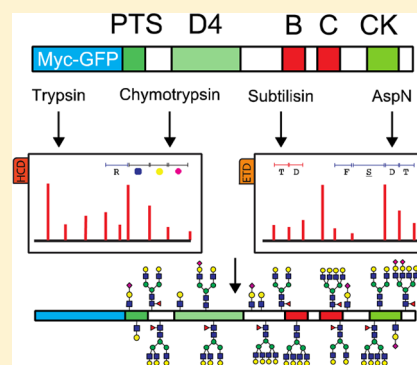 PTS D4 B C CK
Myc-GFP
Trypsin Chymotrypsin Subtilisin AspN
HCD
R
ETD
T D F S D T